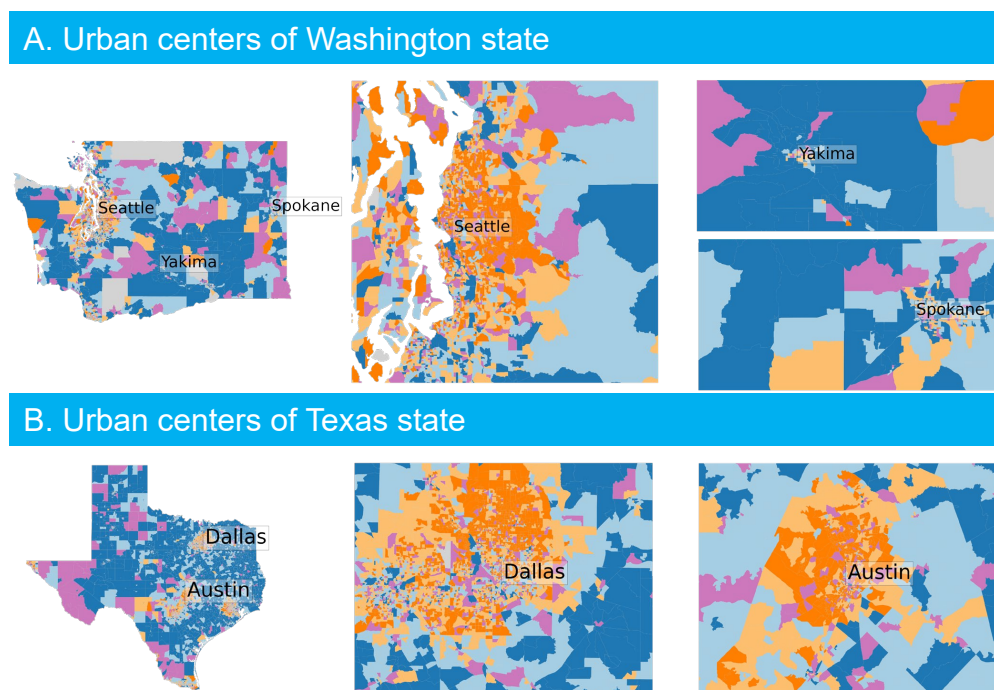 A. Urban centers of Washington state
Seattle
Spokane
Yakima
Seattle
Yakima
Spokane
B. Urban centers of Texas state
Dallas
Austin
Dallas
Austin